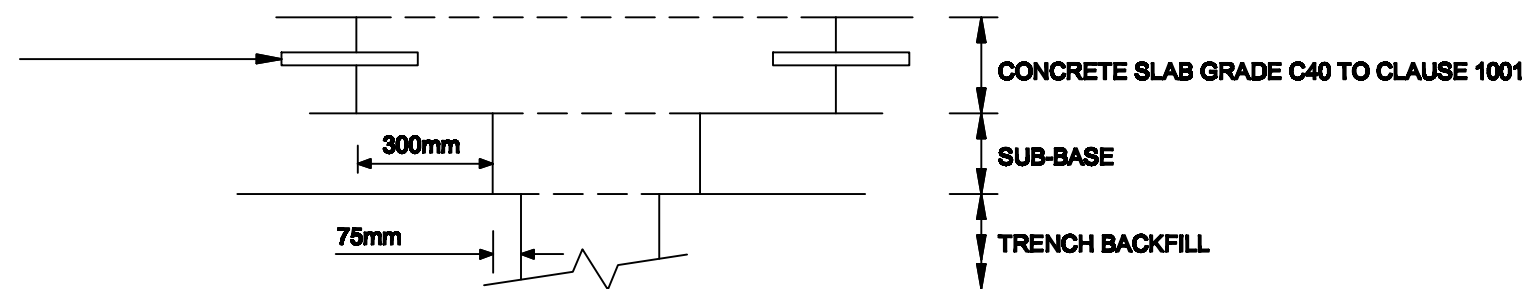 CONCRETE SLAB GRADE C40 TO CLAUSE 1001
300mm
SUB-BASE
75mm
TRENCH BACKFILL